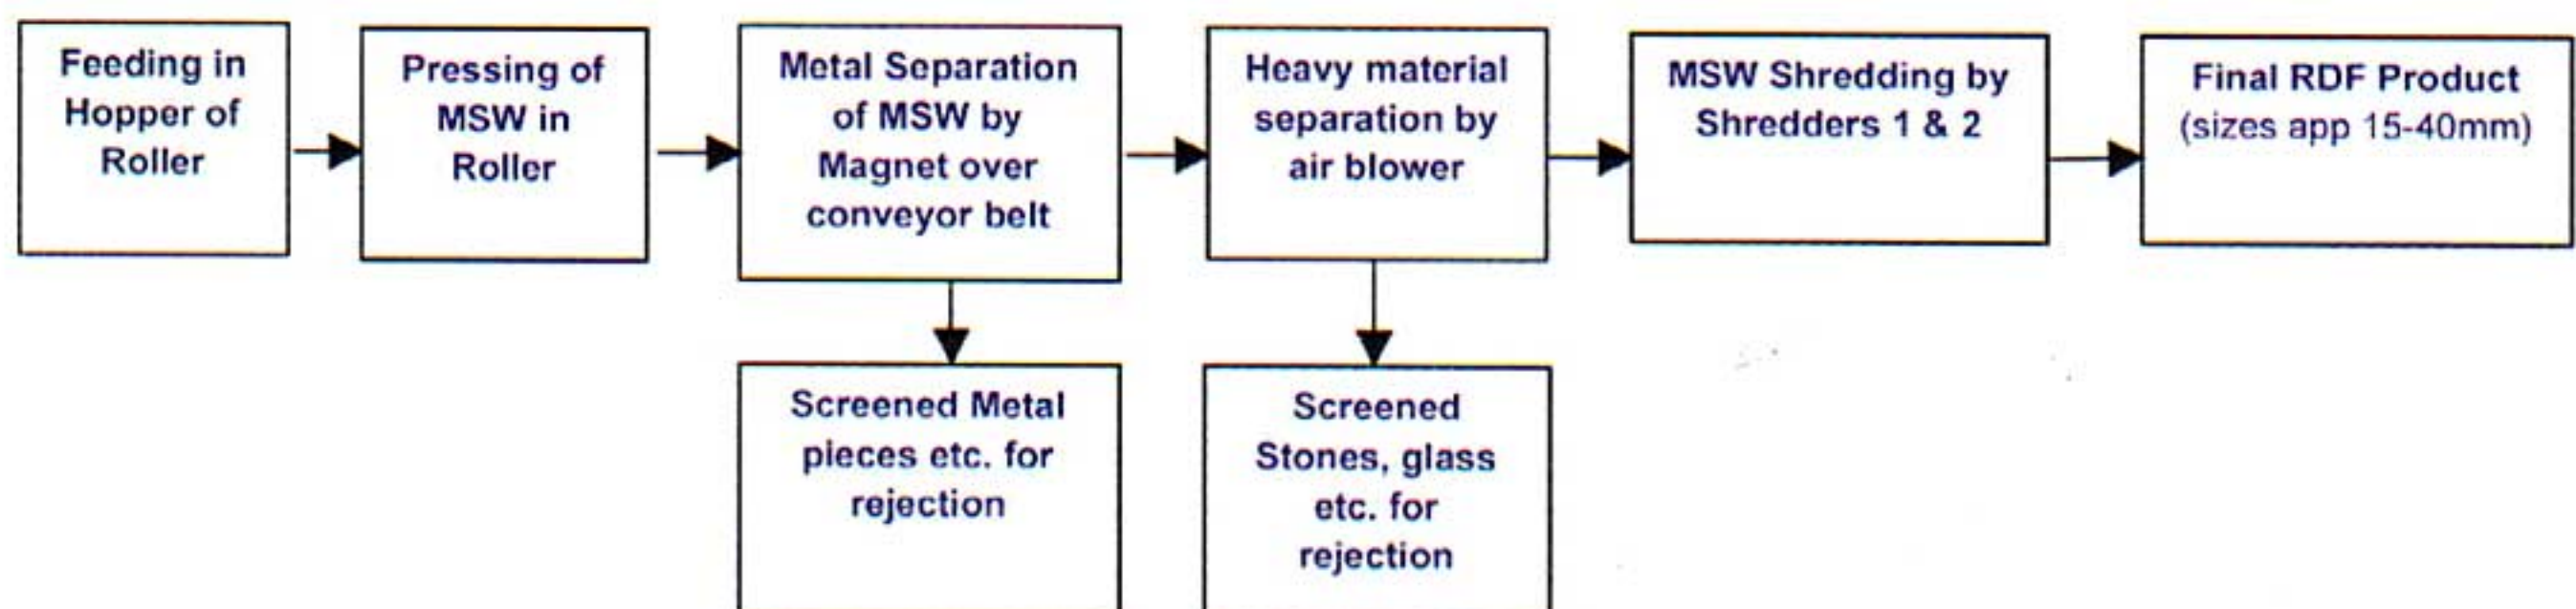 Feeding in
Hopper of
Roller
Pressing of
MSW in
Roller
Metal Separation
of MSW by
Magnet over
conveyor belt
Heavy material
separation by
air blower
MSW Shredding by
Shredders 1 & 2
Final RDF Product
(sizes app 15-40mm)
Screened Metal
pieces etc. for
rejection
Screened
Stones, glass
etc. for
rejection